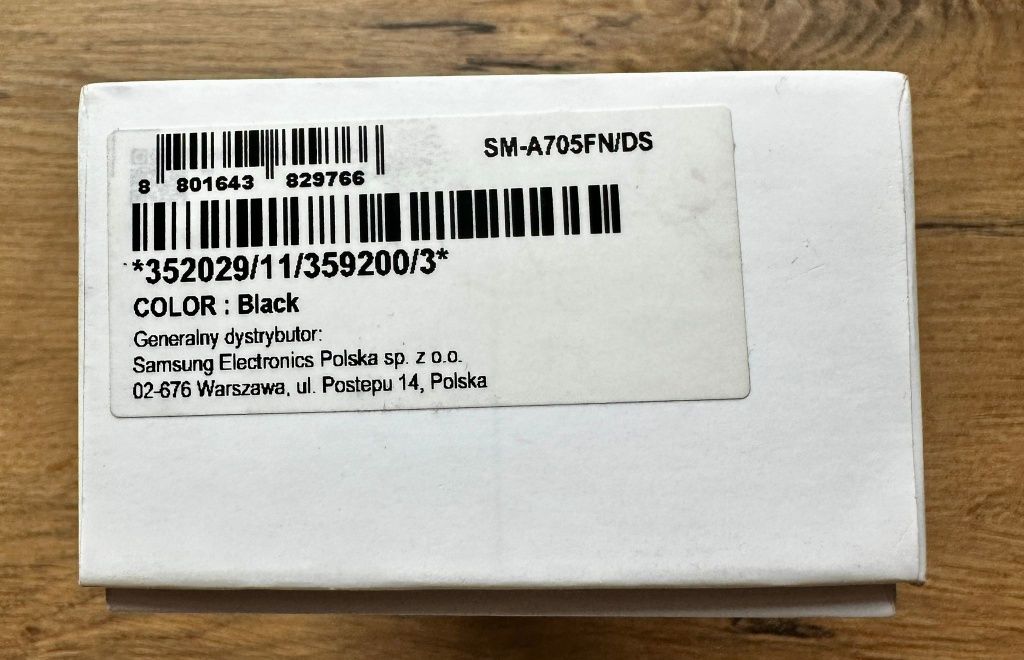 SM-A705FN/DS
8 801643 829766
*352029/11/359200/3*
COLOR : Black
Generalny dystrybutor:
Samsung Electronics Polska sp. z o.o.
02-676 Warszawa, ul. Postepu 14, Polska